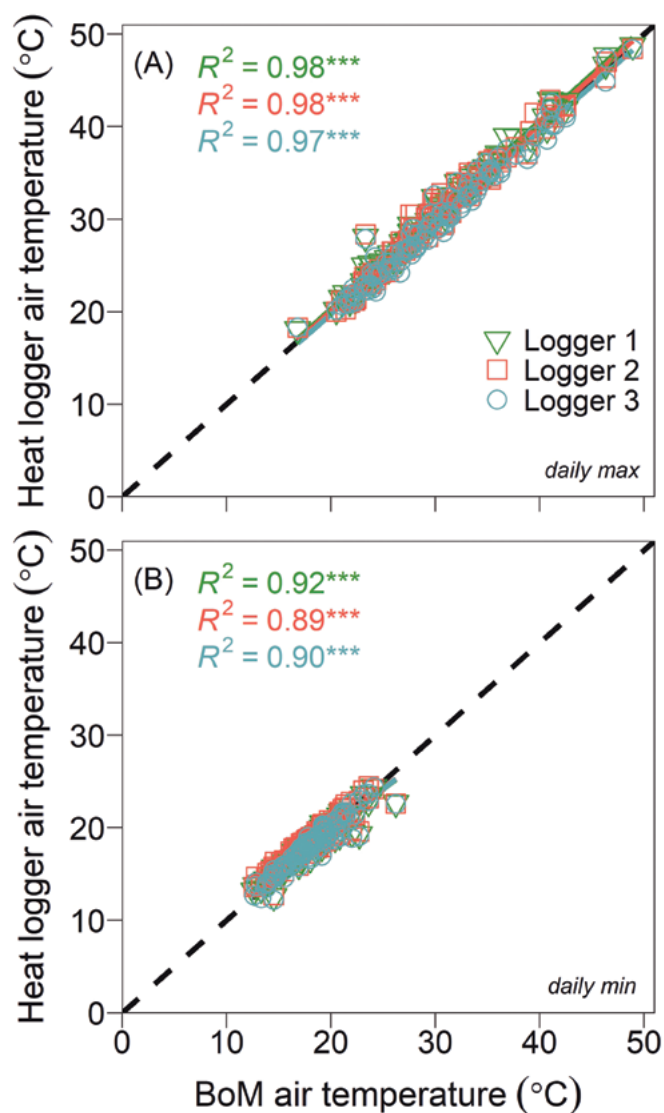 50
(A)
R² = 0.98***
R² = 0.98***
R² = 0.97***
40
30
20
10
0
Heat logger air temperature (°C)
Logger 1
Logger 2
Logger 3
daily max
50
(B)
R² = 0.92***
R² = 0.89***
R² = 0.90***
40
30
20
10
0
Heat logger air temperature (°C)
daily min
0 10 20 30 40 50
BoM air temperature (°C)